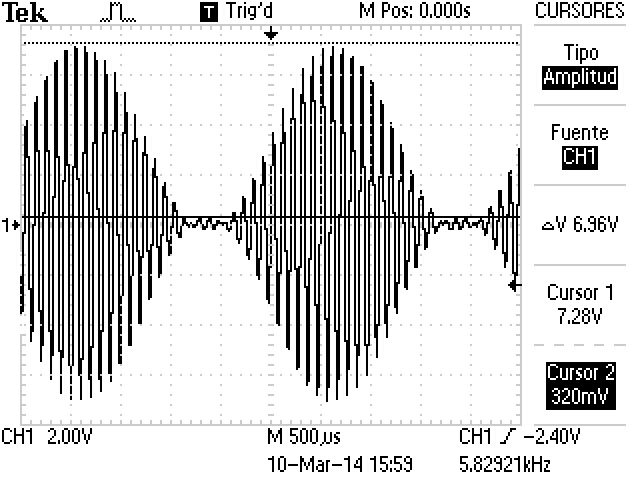 Tek T Trig'd M Pos: 0.000s CURSORES
Tipo
Amplitud
Fuente
CH1
1
△V 6.96V
Cursor 1
7.28V
Cursor 2
320mV
CH1 2.00V M 500µs CH1 -2.40V
10-Mar-14 15:59 5.82921kHz